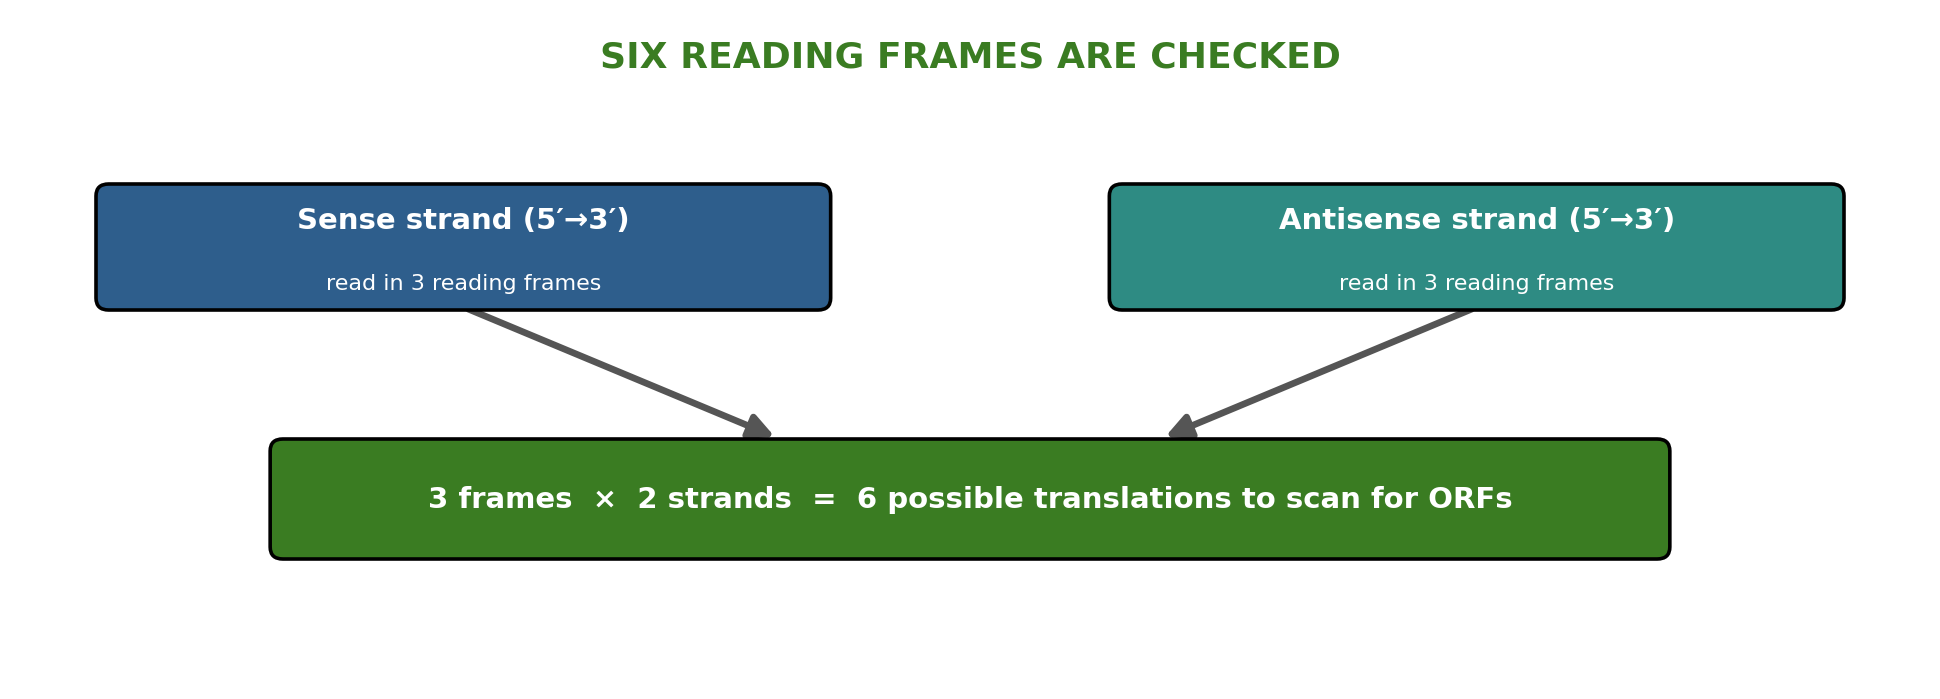 SIX READING FRAMES ARE CHECKED
Sense strand (5′→3′)
read in 3 reading frames
Antisense strand (5′→3′)
read in 3 reading frames
3 frames × 2 strands = 6 possible translations to scan for ORFs